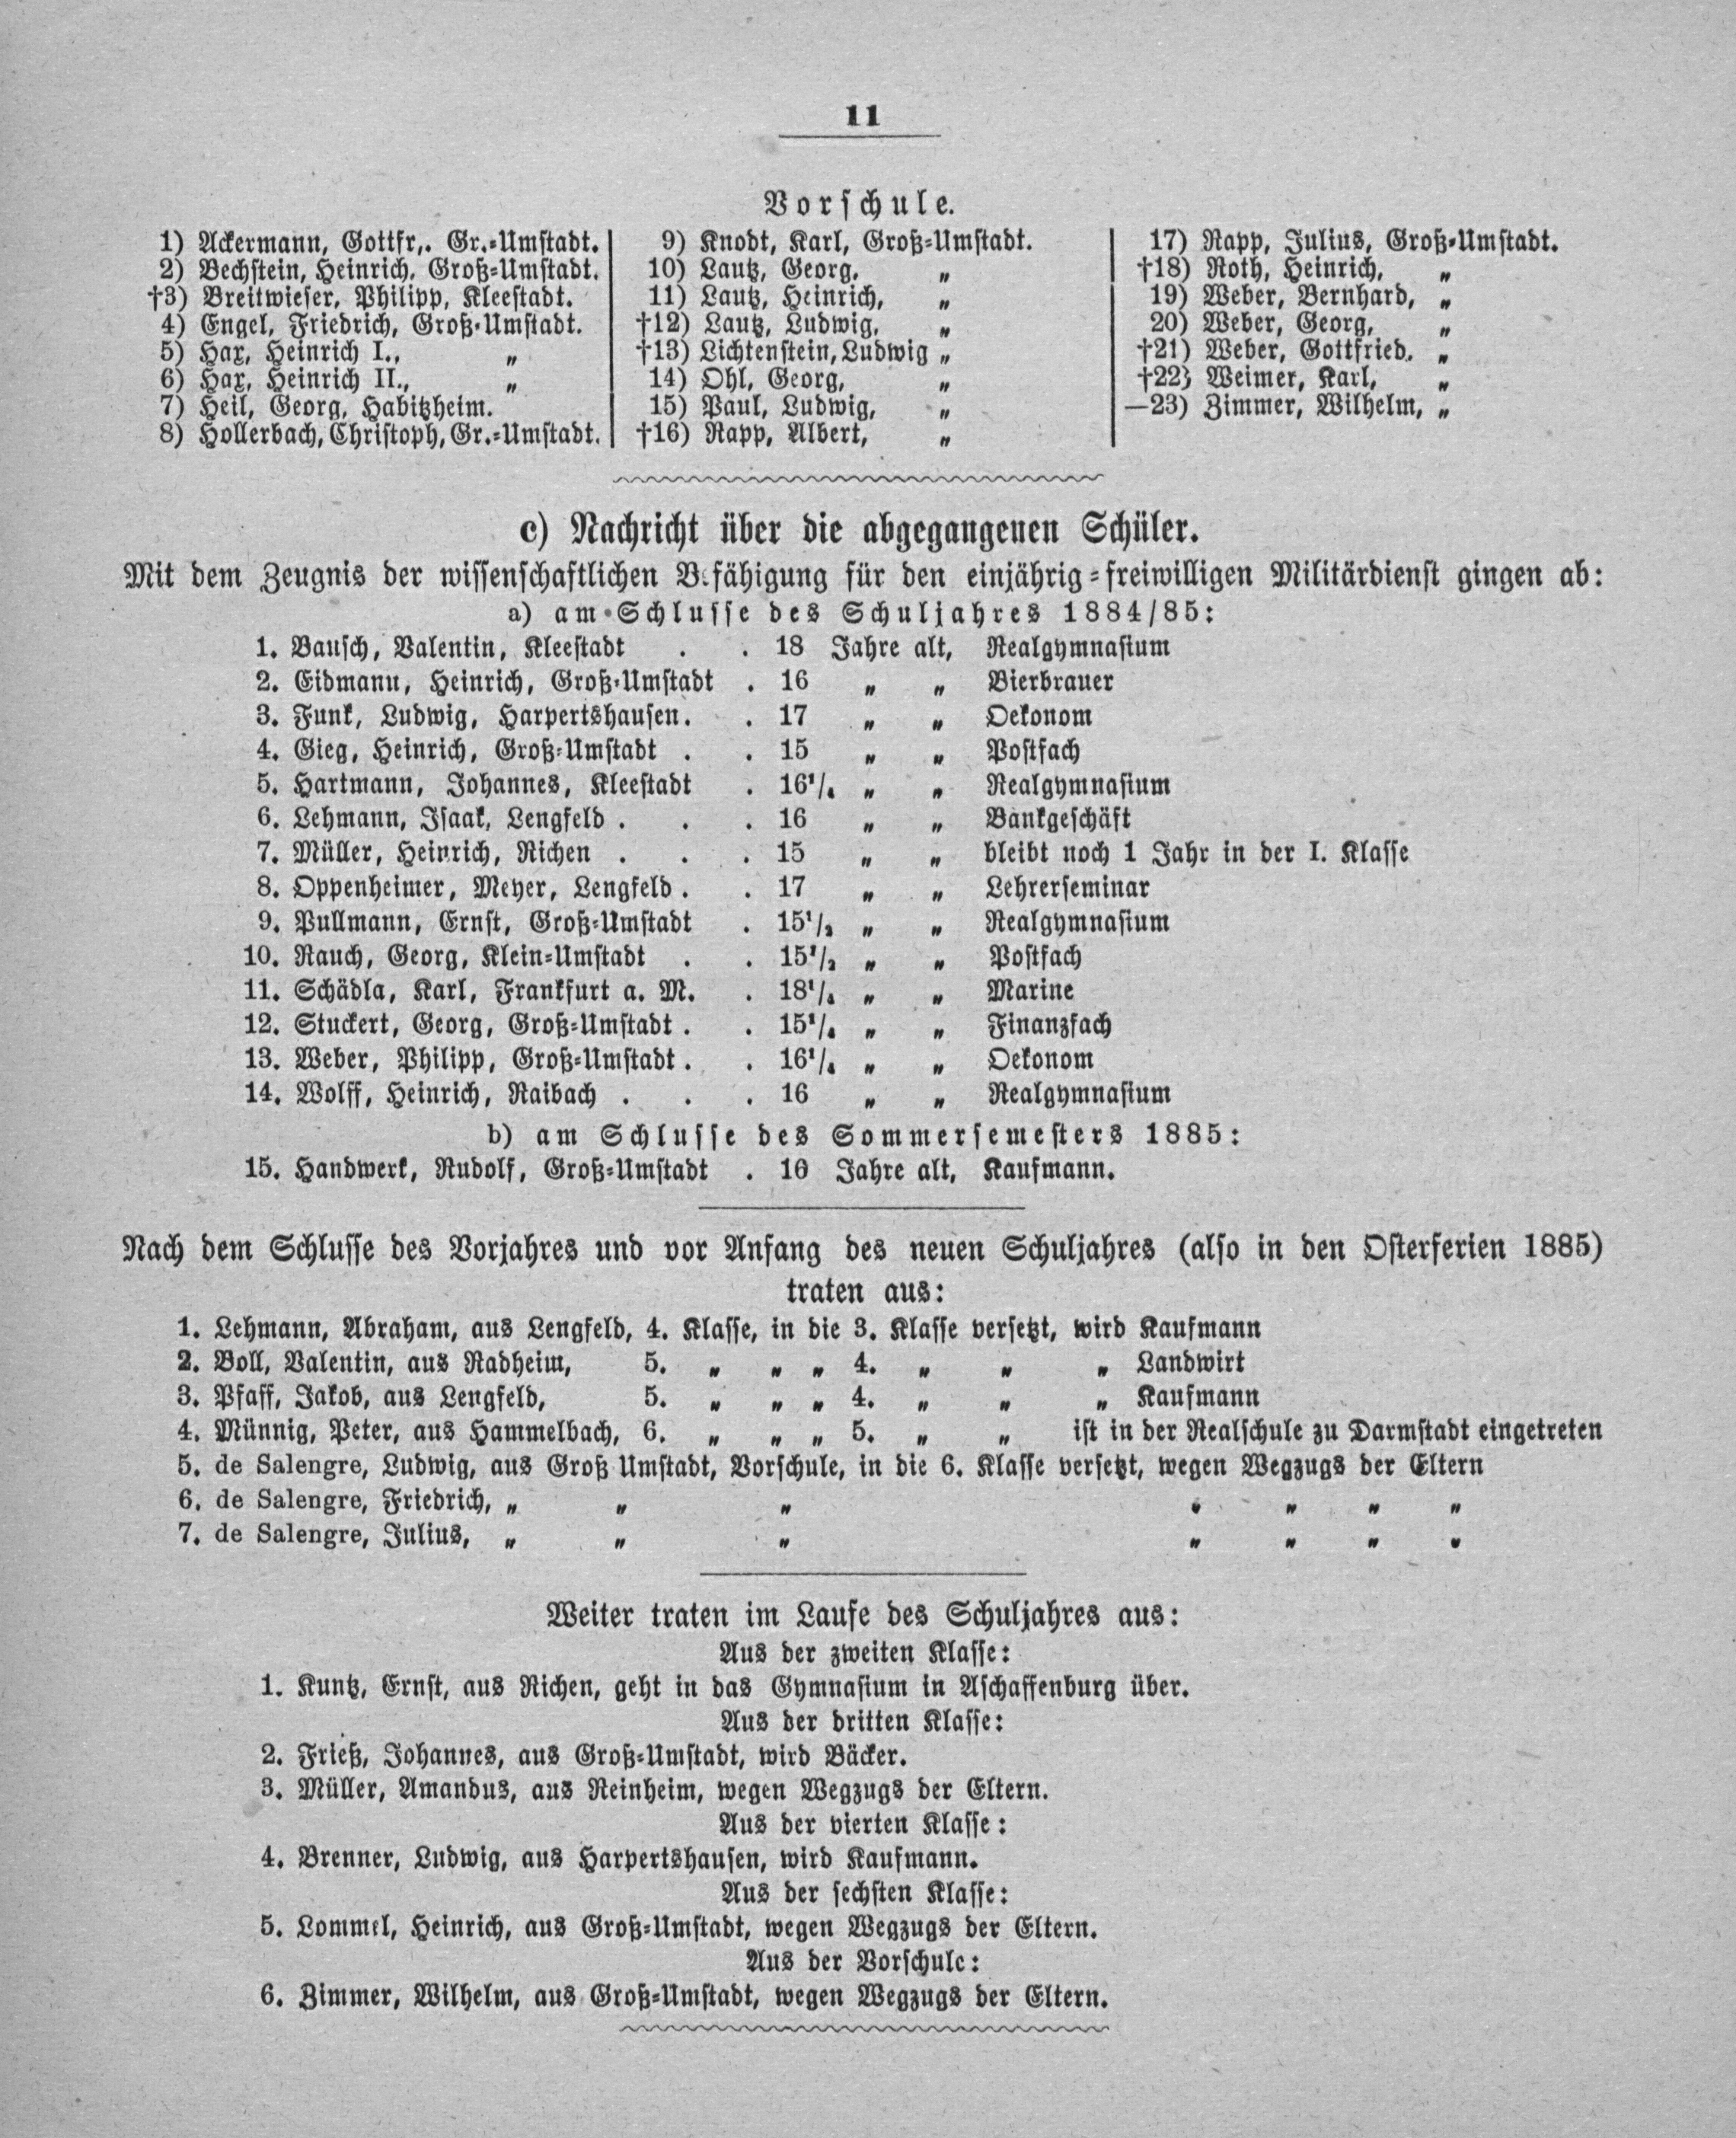 11
Vorschule.
1) Ackermann, Gottfr,. Gr.-Umstadt.
2) Bechstein, Heinrich, Groß-Umstadt.
†3) Breitwieser, Philipp, Kleestadt.
4) Engel, Friedrich, Groß-Umstadt.
5) Hax, Heinrich I., „
6) Hax, Heinrich II., „
7) Heil, Georg, Habitzheim.
8) Hollerbach, Christoph, Gr.-Umstadt.
9) Knodt, Karl, Groß-Umstadt.
10) Lautz, Georg, „
11) Lautz, Heinrich, „
†12) Lautz, Ludwig, „
†13) Lichtenstein, Ludwig „
14) Ohl, Georg, „
15) Paul, Ludwig, „
†16) Rapp, Albert, „
17) Rapp, Julius, Groß-Umstadt.
†18) Roth, Heinrich, „
19) Weber, Bernhard, „
20) Weber, Georg, „
†21) Weber, Gottfried, „
†22) Weimer, Karl, „
—23) Zimmer, Wilhelm, „
c) Nachricht über die abgegangenen Schüler.
Mit dem Zeugnis der wissenschaftlichen Befähigung für den einjährig-freiwilligen Militärdienst gingen ab:
a) am Schlusse des Schuljahres 1884/85:
1. Bausch, Valentin, Kleestadt . . 18 Jahre alt, Realgymnasium
2. Eidmann, Heinrich, Groß-Umstadt . 16 „ „ Bierbrauer
3. Funk, Ludwig, Harpertshausen. . 17 „ „ Oekonom
4. Gieg, Heinrich, Groß-Umstadt . . 15 „ „ Postfach
5. Hartmann, Johannes, Kleestadt . 16¹/₄ „ „ Realgymnasium
6. Lehmann, Isaak, Lengfeld . . . 16 „ „ Bankgeschäft
7. Müller, Heinrich, Richen . . . 15 „ „ bleibt noch 1 Jahr in der I. Klasse
8. Oppenheimer, Meyer, Lengfeld . . 17 „ „ Lehrerseminar
9. Pullmann, Ernst, Groß-Umstadt . 15¹/₂ „ „ Realgymnasium
10. Rauch, Georg, Klein-Umstadt . . 15¹/₂ „ „ Postfach
11. Schädla, Karl, Frankfurt a. M. . 18¹/₄ „ „ Marine
12. Stuckert, Georg, Groß-Umstadt . . 15¹/₄ „ „ Finanzfach
13. Weber, Philipp, Groß-Umstadt . . 16¹/₄ „ „ Oekonom
14. Wolff, Heinrich, Raibach . . . 16 „ „ Realgymnasium
b) am Schlusse des Sommersemesters 1885:
15. Handwerk, Rudolf, Groß-Umstadt . 16 Jahre alt, Kaufmann.
Nach dem Schlusse des Vorjahres und vor Anfang des neuen Schuljahres (also in den Osterferien 1885)
traten aus:
1. Lehmann, Abraham, aus Lengfeld, 4. Klasse, in die 3. Klasse versetzt, wird Kaufmann
2. Boll, Valentin, aus Radheim, 5. „ „ „ 4. „ „ „ Landwirt
3. Pfaff, Jakob, aus Lengfeld, 5. „ „ „ 4. „ „ „ Kaufmann
4. Münnig, Peter, aus Hammelbach, 6. „ „ „ 5. „ „ ist in der Realschule zu Darmstadt eingetreten
5. de Salengre, Ludwig, aus Groß Umstadt, Vorschule, in die 6. Klasse versetzt, wegen Wegzugs der Eltern
6. de Salengre, Friedrich, „ „ „ „ „ „ „
7. de Salengre, Julius, „ „ „ „ „ „ „
Weiter traten im Laufe des Schuljahres aus:
Aus der zweiten Klasse:
1. Kuntz, Ernst, aus Richen, geht in das Gymnasium in Aschaffenburg über.
Aus der dritten Klasse:
2. Frieß, Johannes, aus Groß-Umstadt, wird Bäcker.
3. Müller, Amandus, aus Reinheim, wegen Wegzugs der Eltern.
Aus der vierten Klasse:
4. Brenner, Ludwig, aus Harpertshausen, wird Kaufmann.
Aus der sechsten Klasse:
5. Lommel, Heinrich, aus Groß-Umstadt, wegen Wegzugs der Eltern.
Aus der Vorschule:
6. Zimmer, Wilhelm, aus Groß-Umstadt, wegen Wegzugs der Eltern.